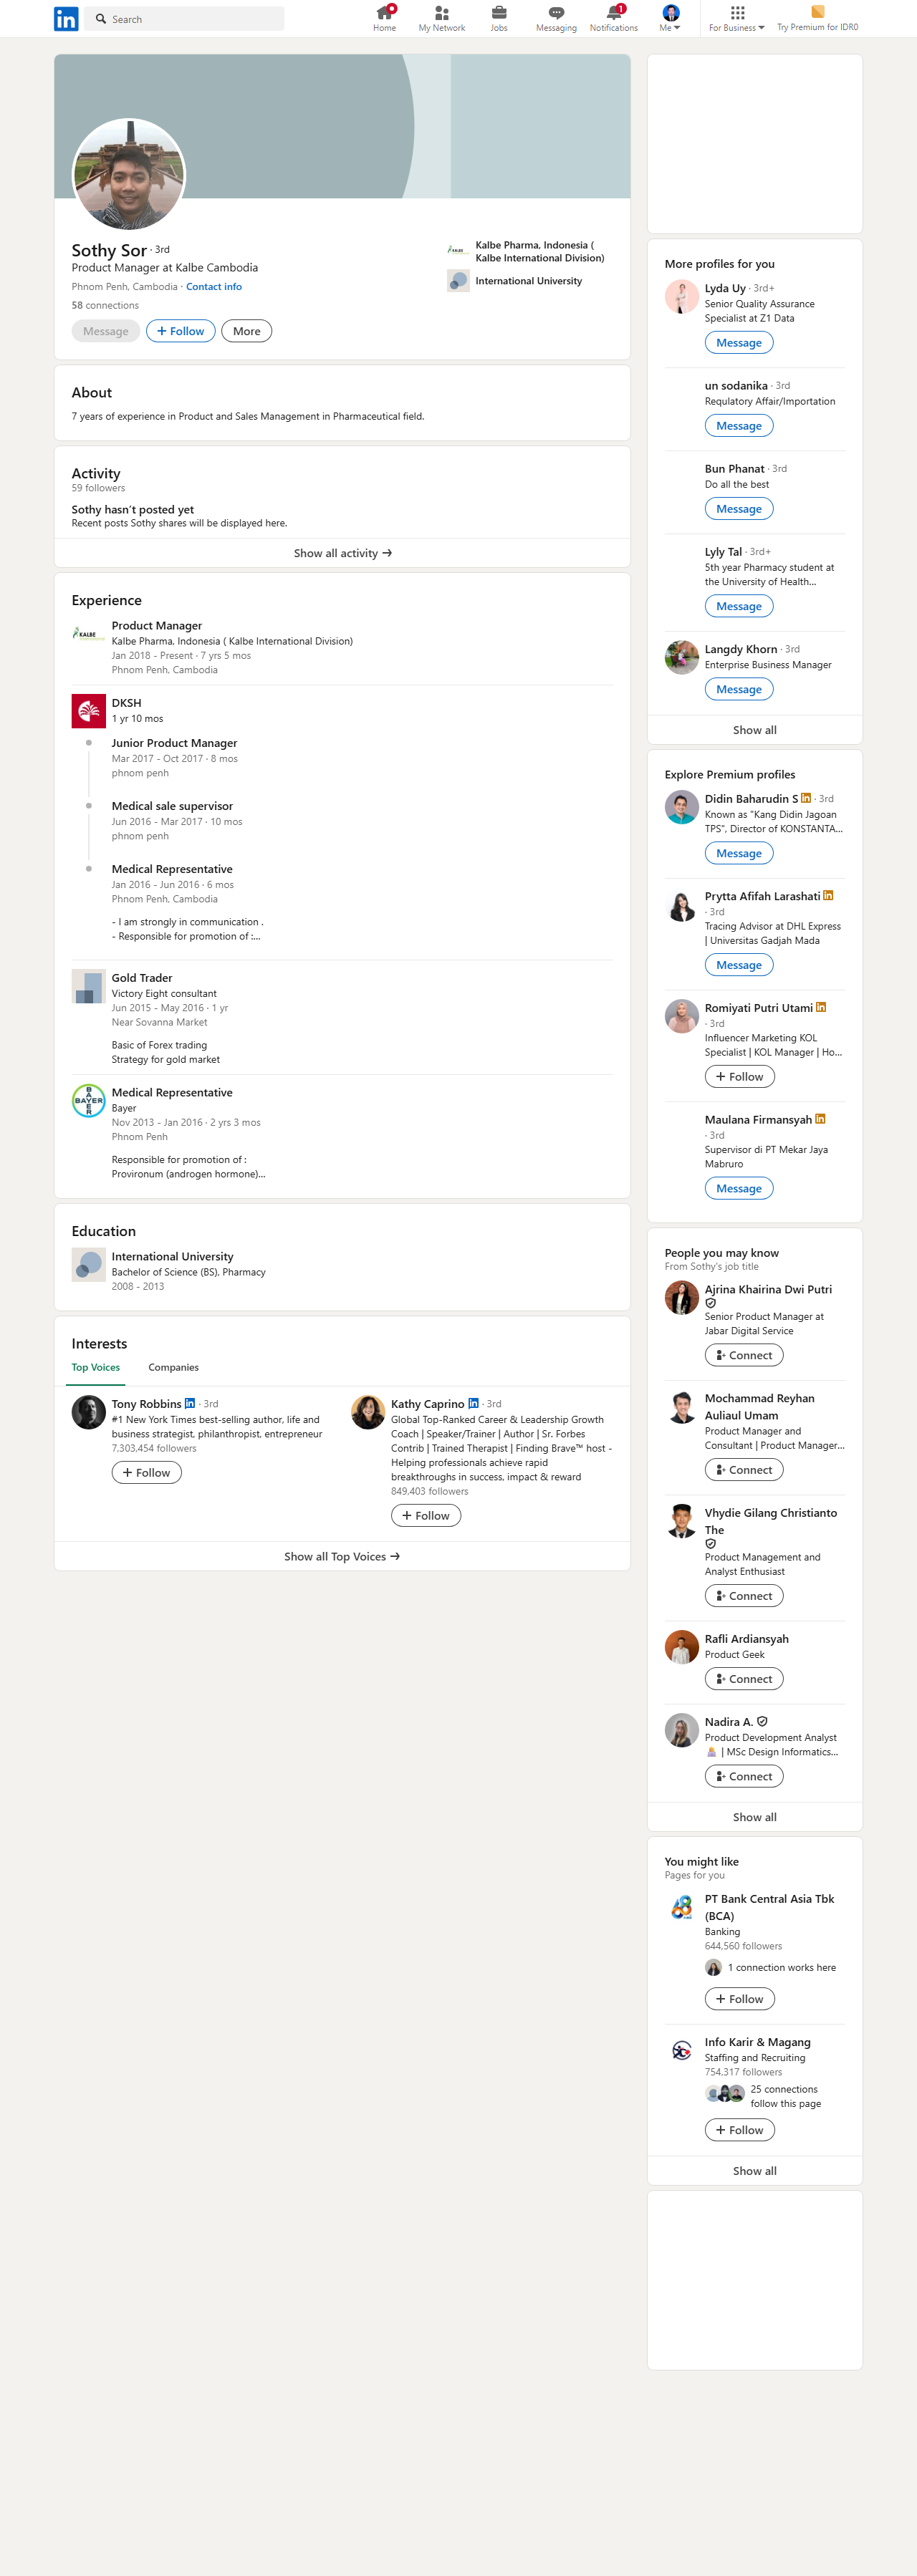 Search
Home
My Network
Jobs
Messaging
1
Notifications
Me
For Business
Try Premium for IDR0
Sothy Sor · 3rd
Product Manager at Kalbe Cambodia
Phnom Penh, Cambodia · Contact info
58 connections
Message
Follow
More
KALBE
Kalbe Pharma, Indonesia (
Kalbe International Division)
International University
About
7 years of experience in Product and Sales Management in Pharmaceutical field.
Activity
59 followers
Sothy hasn't posted yet
Recent posts Sothy shares will be displayed here.
Show all activity →
Experience
KALBE
Product Manager
Kalbe Pharma, Indonesia ( Kalbe International Division)
Jan 2018 - Present · 7 yrs 5 mos
Phnom Penh, Cambodia
DKSH
1 yr 10 mos
Junior Product Manager
Mar 2017 - Oct 2017 · 8 mos
phnom penh
Medical sale supervisor
Jun 2016 - Mar 2017 · 10 mos
phnom penh
Medical Representative
Jan 2016 - Jun 2016 · 6 mos
Phnom Penh, Cambodia
- I am strongly in communication .
- Responsible for promotion of :...
Gold Trader
Victory Eight consultant
Jun 2015 - May 2016 · 1 yr
Near Sovanna Market
Basic of Forex trading
Strategy for gold market
BAYER
Medical Representative
Bayer
Nov 2013 - Jan 2016 · 2 yrs 3 mos
Phnom Penh
Responsible for promotion of :
Provironum (androgen hormone)...
Education
International University
Bachelor of Science (BS), Pharmacy
2008 - 2013
Interests
Top Voices
Companies
Tony Robbins in · 3rd
#1 New York Times best-selling author, life and
business strategist, philanthropist, entrepreneur
7,303,454 followers
Follow
Kathy Caprino in · 3rd
Global Top-Ranked Career & Leadership Growth
Coach | Speaker/Trainer | Author | Sr. Forbes
Contrib | Trained Therapist | Finding Brave™ host -
Helping professionals achieve rapid
breakthroughs in success, impact & reward
849,403 followers
Follow
Show all Top Voices →
More profiles for you
Lyda Uy · 3rd+
Senior Quality Assurance
Specialist at Z1 Data
Message
un sodanika · 3rd
Requlatory Affair/Importation
Message
Bun Phanat · 3rd
Do all the best
Message
Lyly Tal · 3rd+
5th year Pharmacy student at
the University of Health...
Message
Langdy Khorn · 3rd
Enterprise Business Manager
Message
Show all
Explore Premium profiles
Didin Baharudin S in · 3rd
Known as "Kang Didin Jagoan
TPS", Director of KONSTANTA...
Message
Prytta Afifah Larashati in
· 3rd
Tracing Advisor at DHL Express
| Universitas Gadjah Mada
Message
Romiyati Putri Utami in
· 3rd
Influencer Marketing KOL
Specialist | KOL Manager | Ho...
Follow
Maulana Firmansyah in
· 3rd
Supervisor di PT Mekar Jaya
Mabruro
Message
People you may know
From Sothy's job title
Ajrina Khairina Dwi Putri
Senior Product Manager at
Jabar Digital Service
Connect
Mochammad Reyhan
Auliaul Umam
Product Manager and
Consultant | Product Manager...
Connect
Vhydie Gilang Christianto
The
Product Management and
Analyst Enthusiast
Connect
Rafli Ardiansyah
Product Geek
Connect
Nadira A.
Product Development Analyst
👩🏼‍💻 | MSc Design Informatics...
Connect
Show all
You might like
Pages for you
PT Bank Central Asia Tbk
(BCA)
Banking
644,560 followers
1 connection works here
Follow
Info Karir & Magang
Staffing and Recruiting
754,317 followers
25 connections
follow this page
Follow
Show all